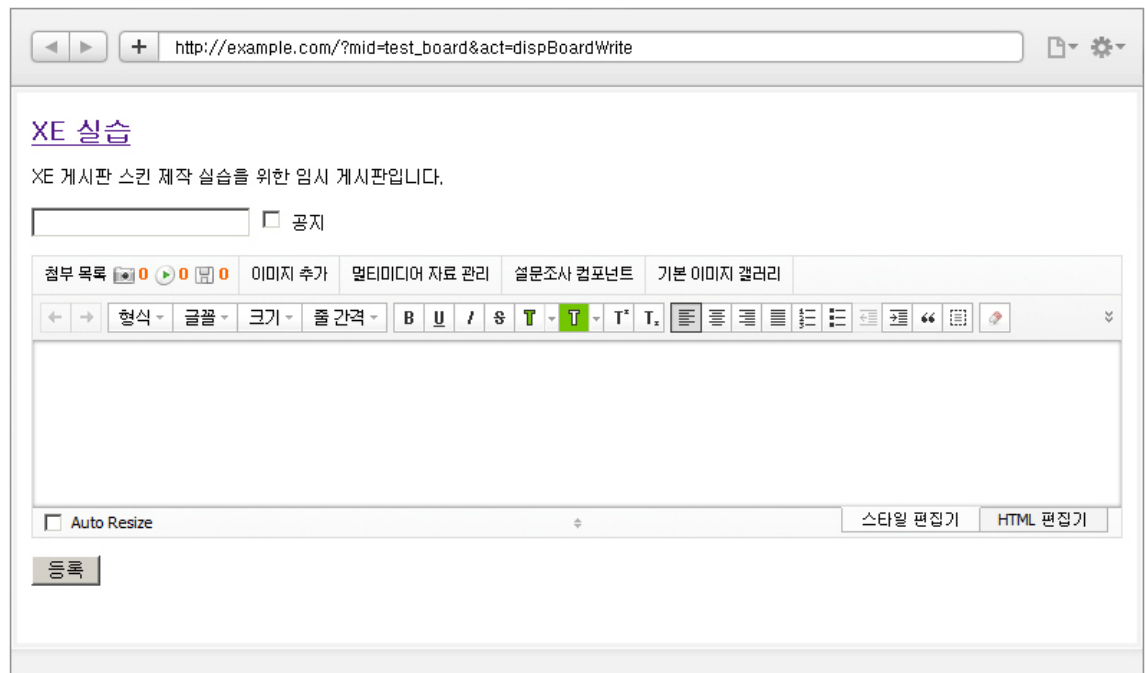 http://example.com/?mid=test_board&act=dispBoardWrite
XE 실습
XE 게시판 스킨 제작 실습을 위한 임시 게시판입니다.
공지
첨부 목록 0 0 0 이미지 추가 멀티미디어 자료 관리 설문조사 컴포넌트 기본 이미지 갤러리
형식 글꼴 크기 줄 간격 B U I S T T Tˣ Tₓ
Auto Resize 스타일 편집기 HTML 편집기
등록